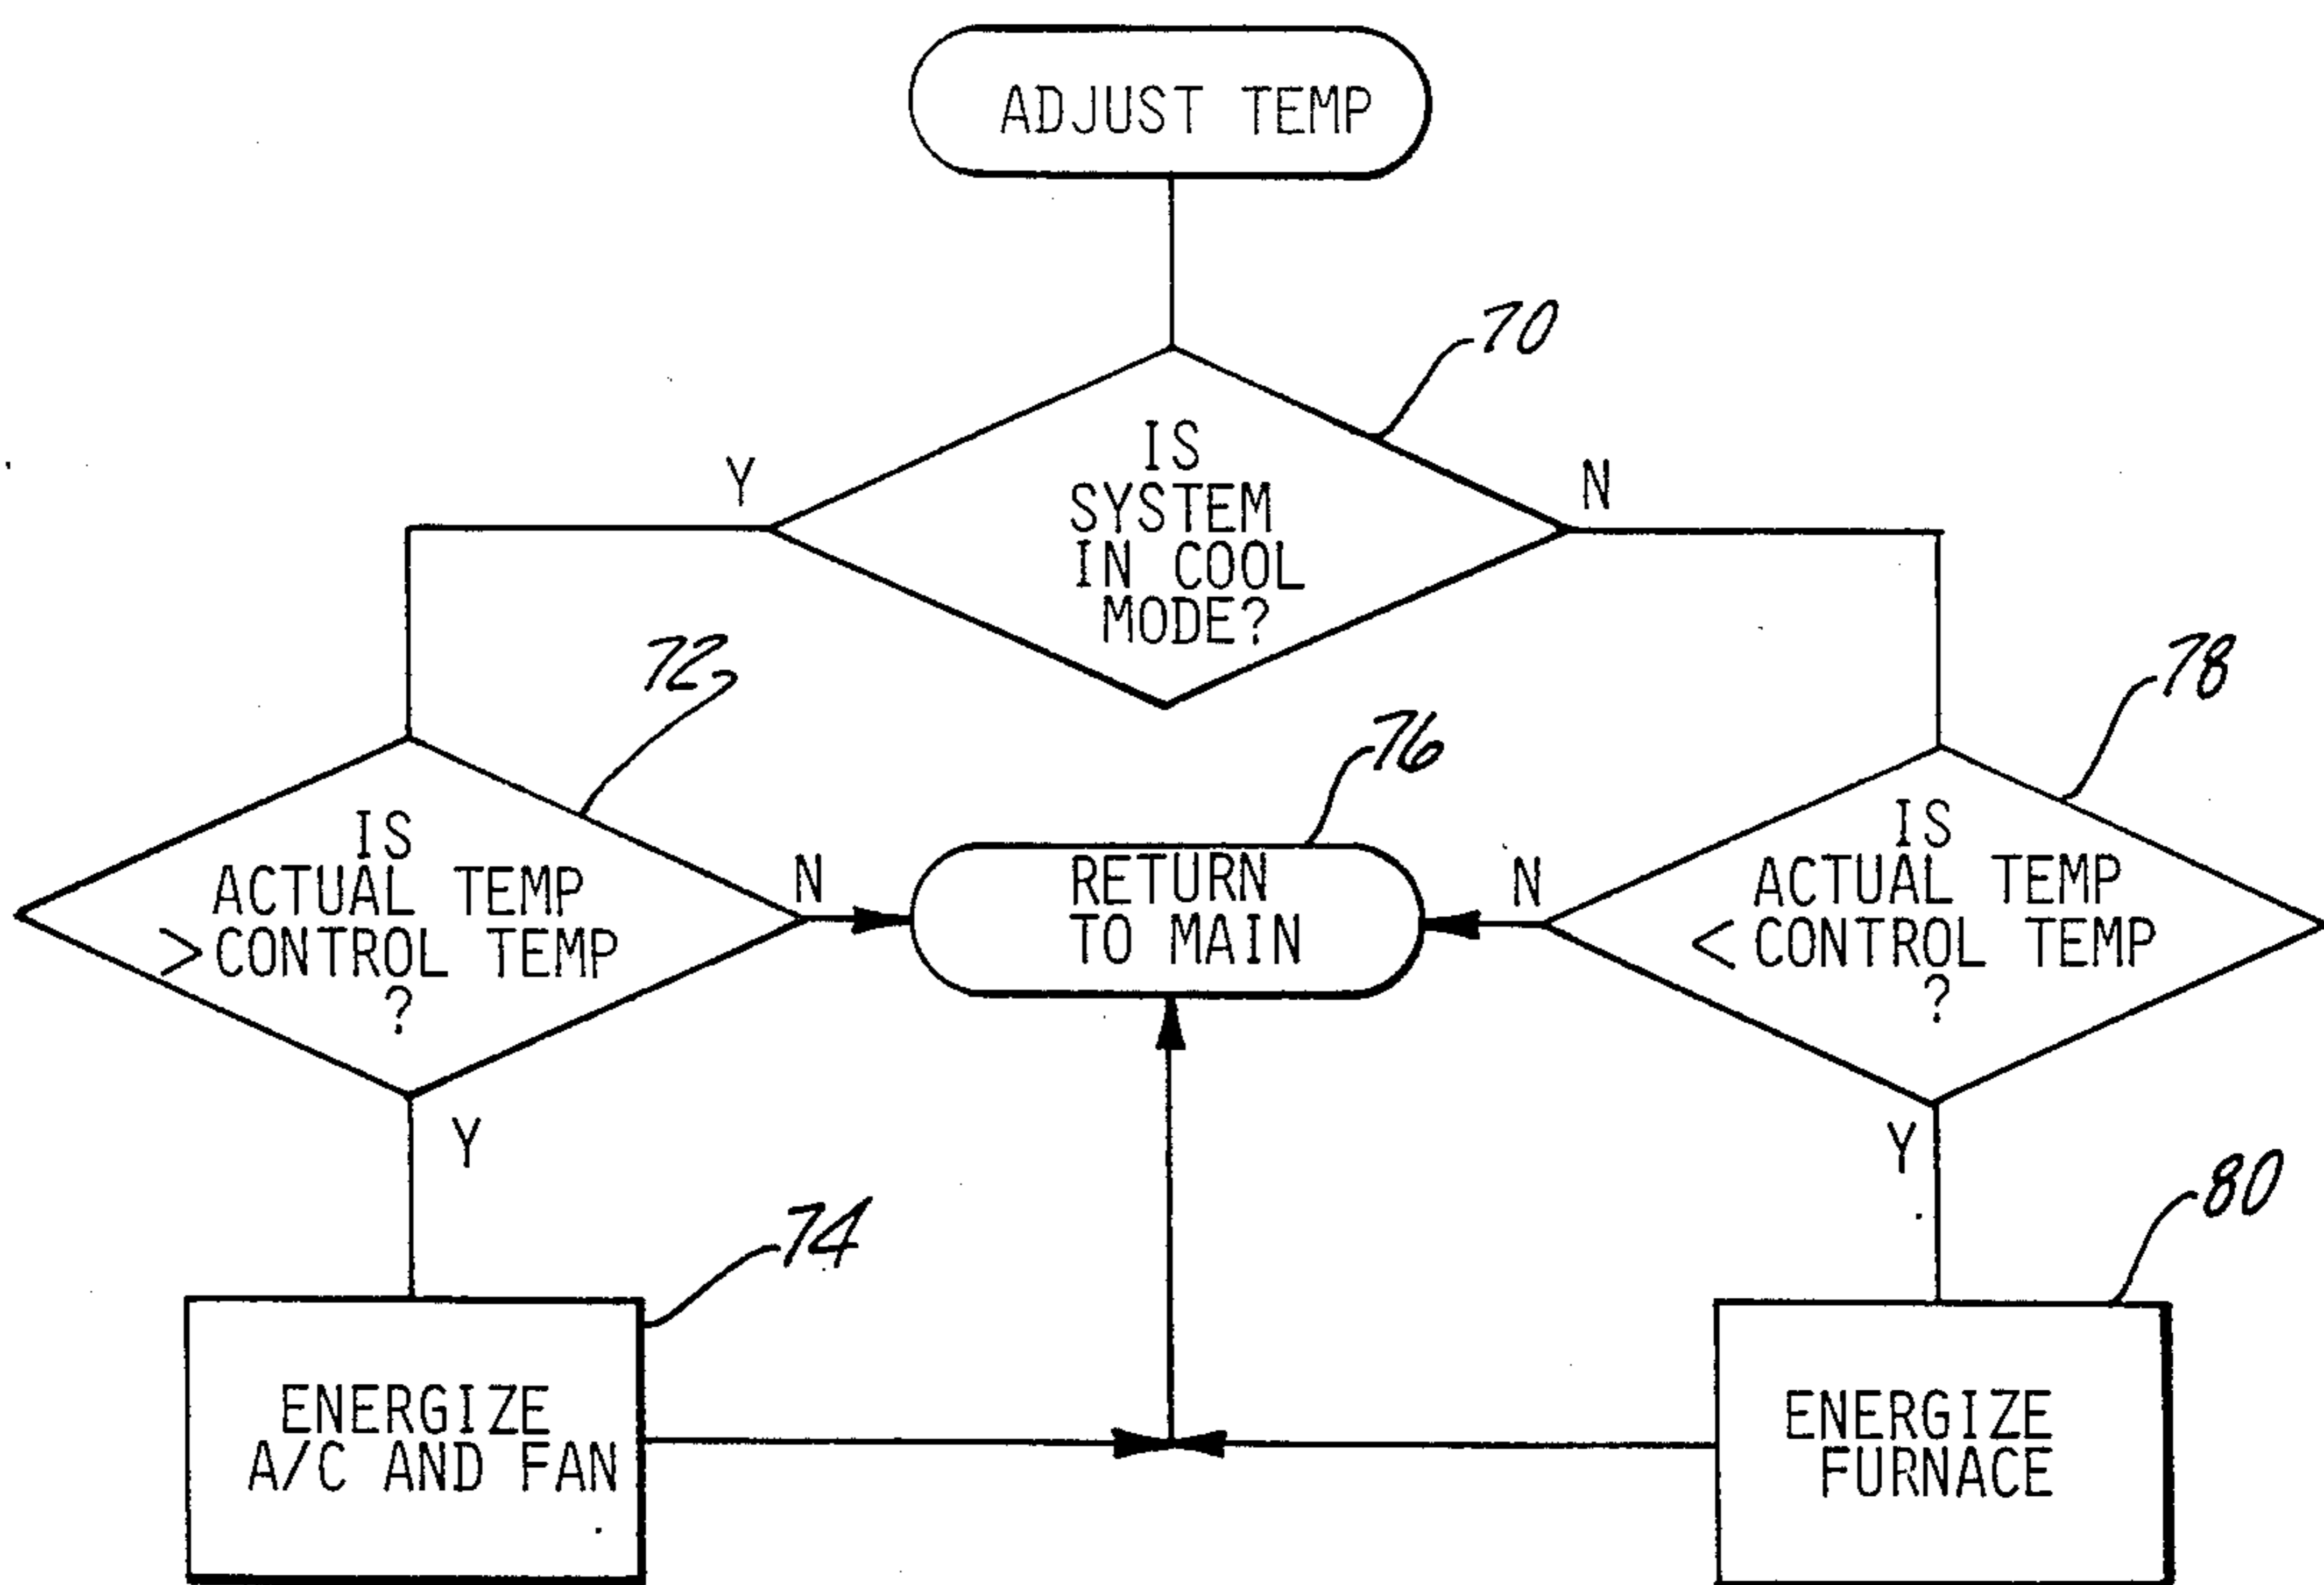 ADJUST TEMP
70
IS
SYSTEM
IN COOL
MODE?
Y
N
72
IS
ACTUAL TEMP
>CONTROL TEMP
?
N
Y
76
RETURN
TO MAIN
78
IS
ACTUAL TEMP
<CONTROL TEMP
?
N
Y
74
ENERGIZE
A/C AND FAN
80
ENERGIZE
FURNACE